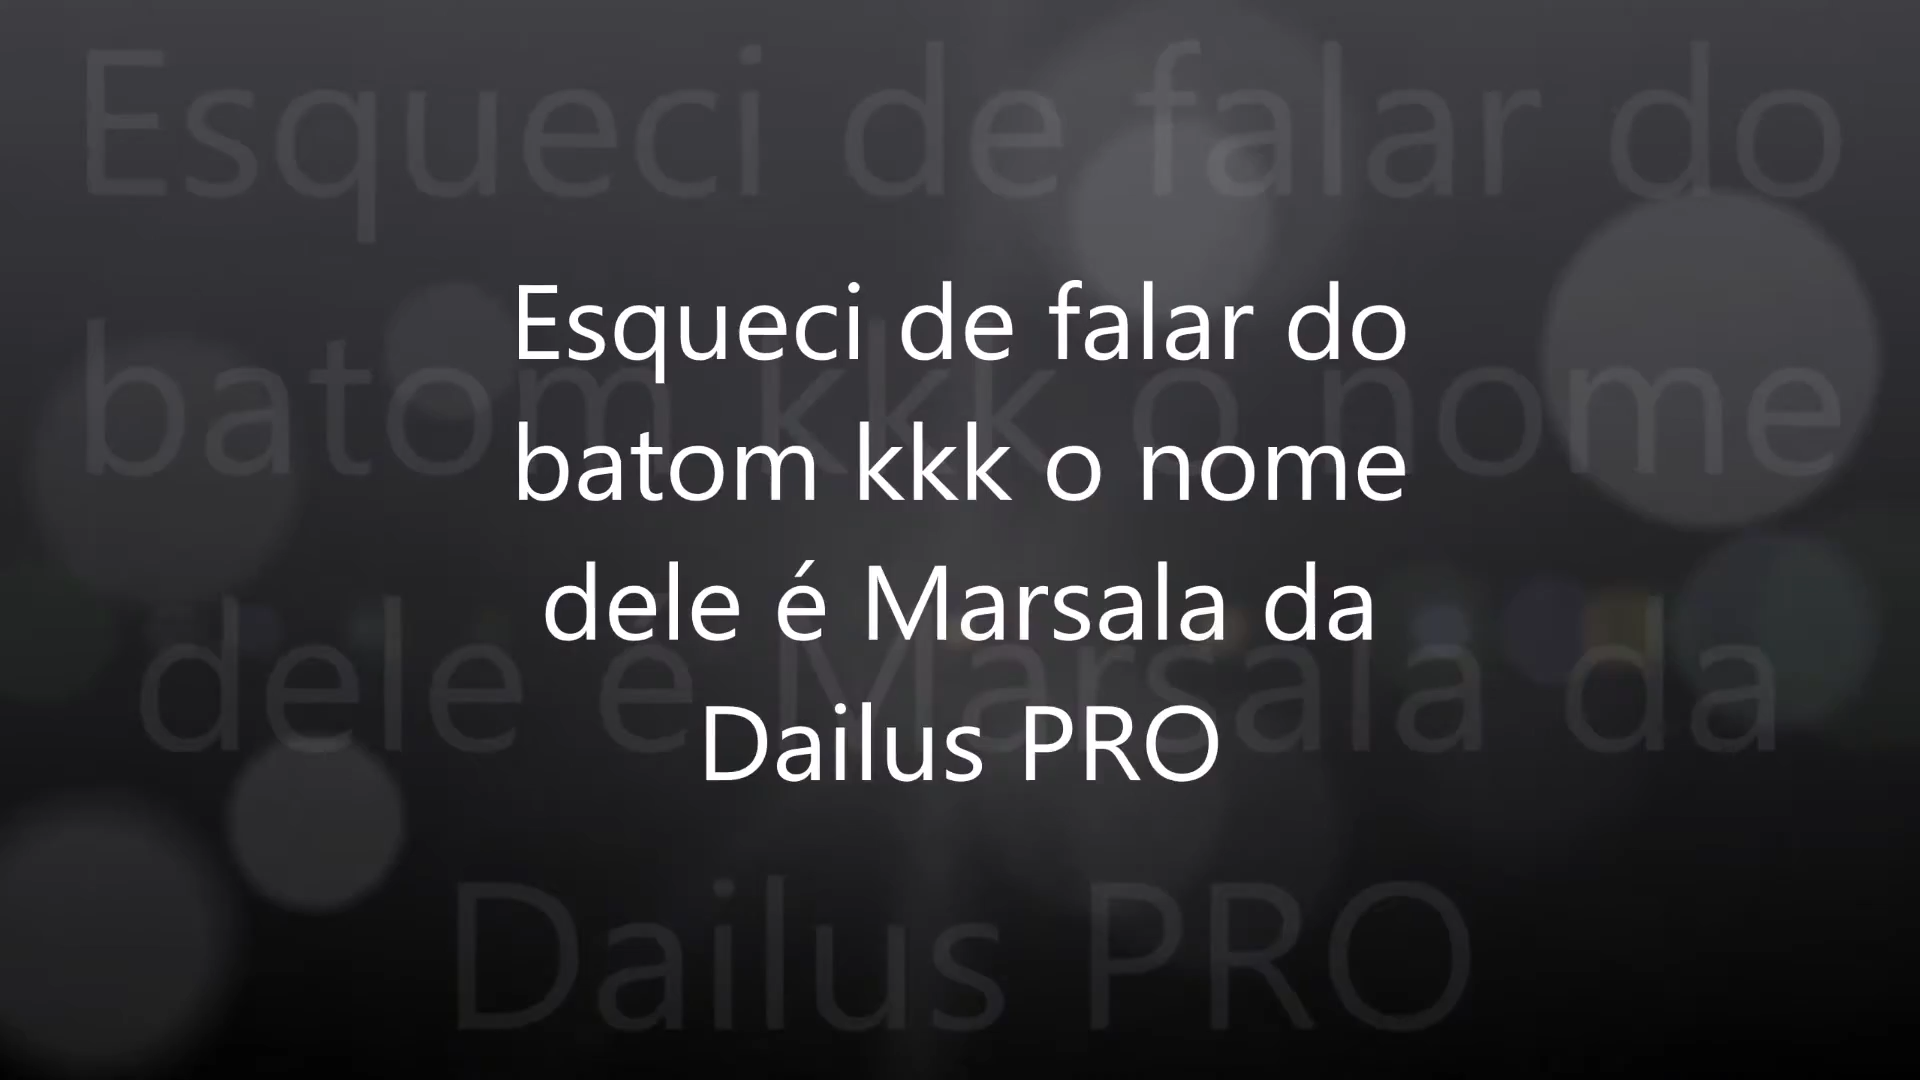 Esqueci de falar do
batom kkk o nome
dele é Marsala da
Dailus PRO